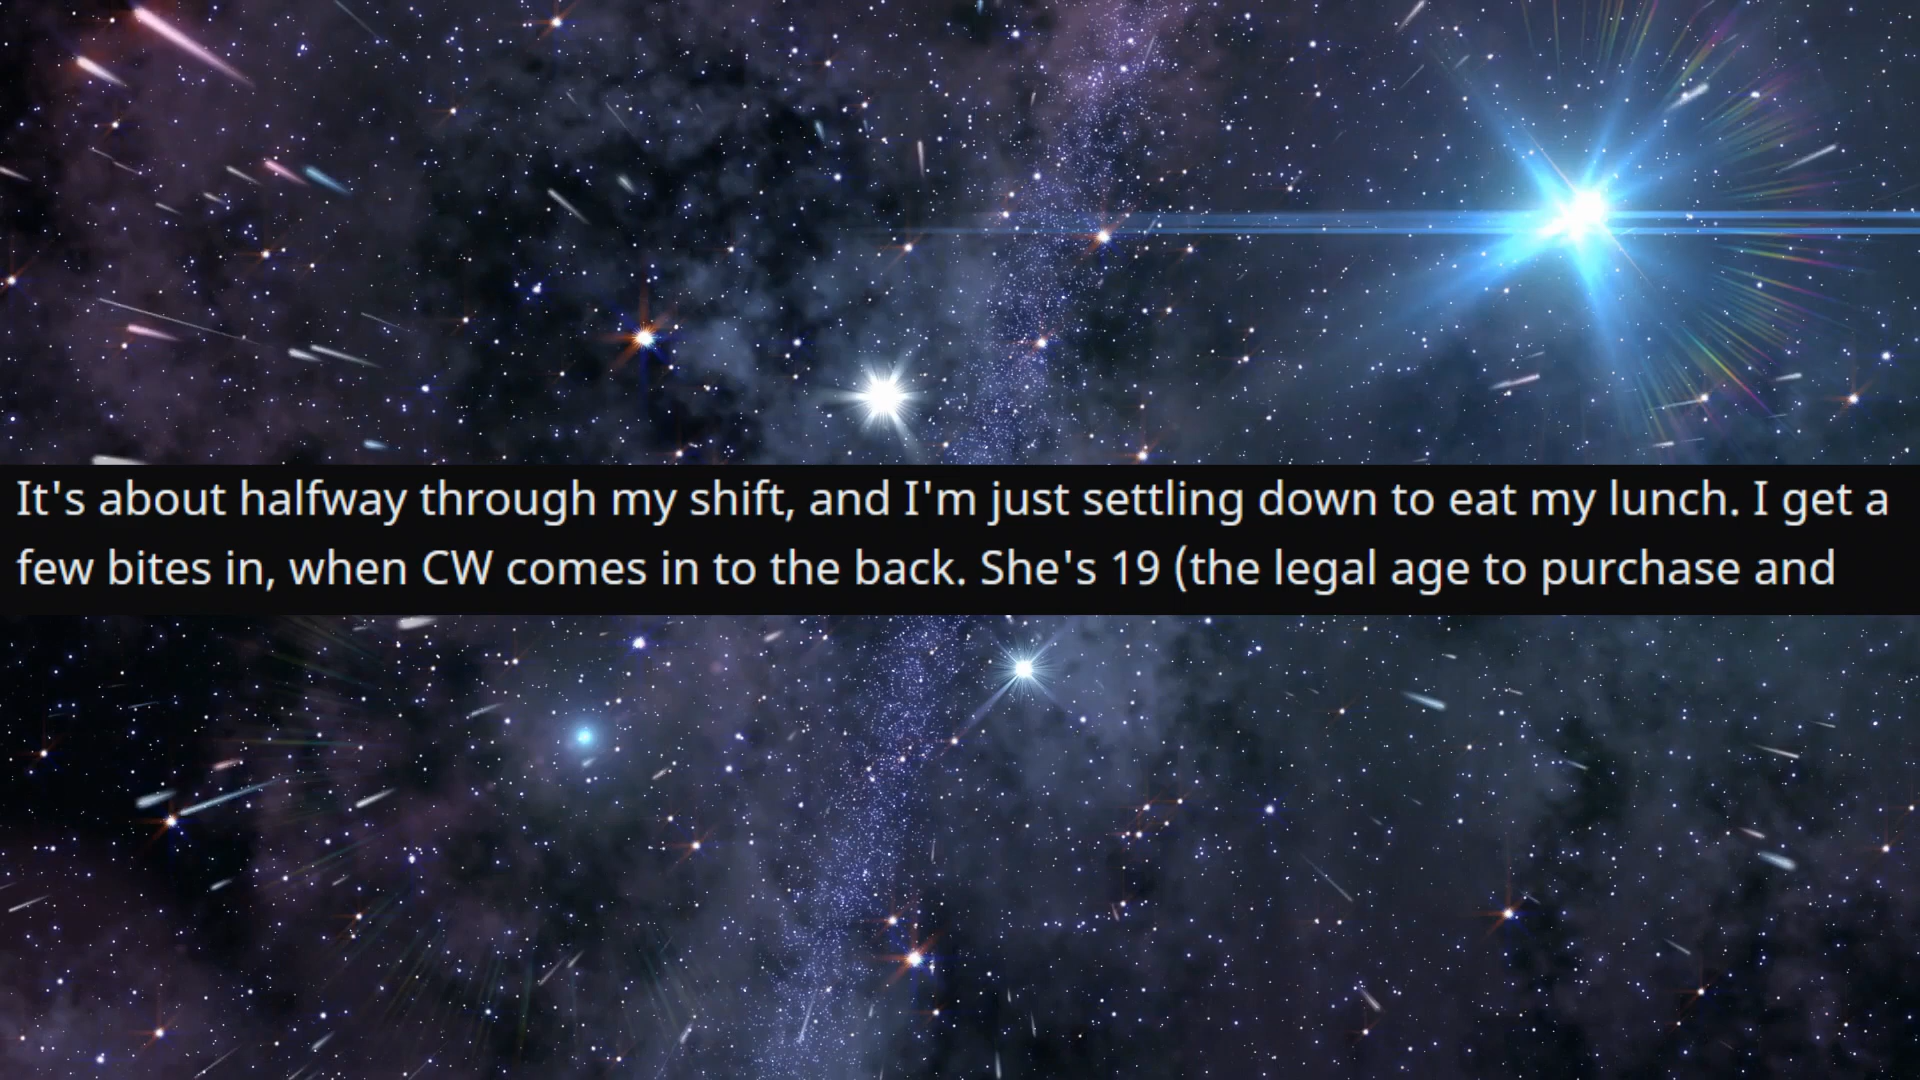 It's about halfway through my shift, and I'm just settling down to eat my lunch. I get a
few bites in, when CW comes in to the back. She's 19 (the legal age to purchase and